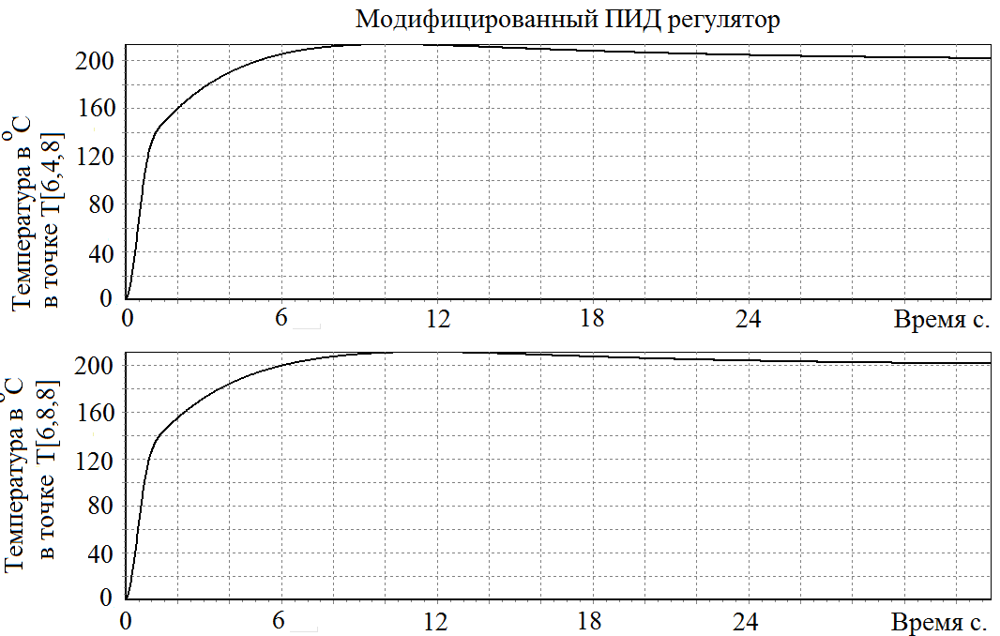 Модифицированный ПИД регулятор
Температура в °С
в точке T[6,4,8]
200
160
120
80
40
0
0 6 12 18 24 Время с.
Температура в °С
в точке T[6,8,8]
200
160
120
80
40
0
0 6 12 18 24 Время с.